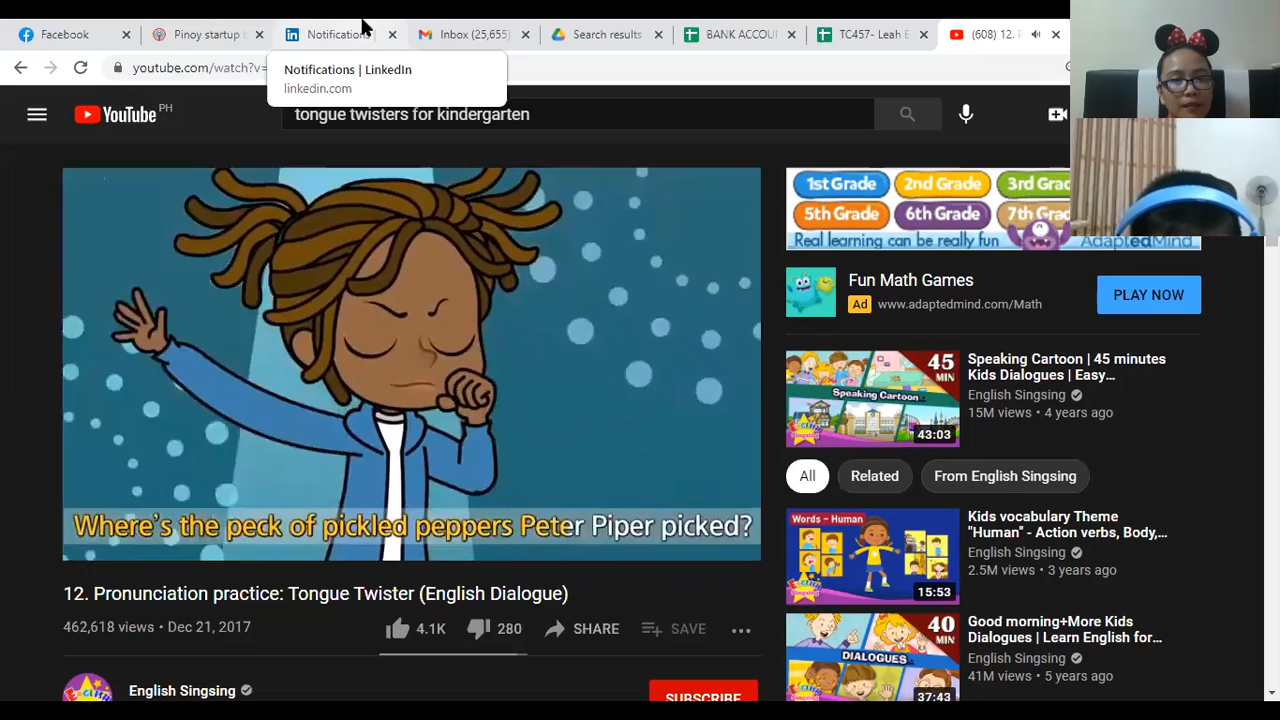 Facebook
Pinoy startup
Notification
Inbox (25,655)
Search results
BANK ACCOU
TC457- Leah E
(608) 12. P
youtube.com/watch?v=
Notifications | LinkedIn
linkedin.com
YouTube PH
tongue twisters for kindergarten
1st Grade
2nd Grade
3rd Gra
5th Grade
6th Grade
7th Gra
Real learning can be really fun
AdaptedMind
Fun Math Games
Ad www.adaptedmind.com/Math
PLAY NOW
Where's the peck of pickled peppers Peter Piper picked?
12. Pronunciation practice: Tongue Twister (English Dialogue)
462,618 views • Dec 21, 2017
4.1K
280
SHARE
SAVE
English Singsing
SUBSCRIBE
45
MIN
Speaking Cartoon
43:03
Speaking Cartoon | 45 minutes
Kids Dialogues | Easy…
English Singsing
15M views • 4 years ago
All
Related
From English Singsing
Words – Human
15:53
Kids vocabulary Theme
"Human" - Action verbs, Body,…
English Singsing
2.5M views • 3 years ago
40
MIN
DIALOGUES
37:43
Good morning+More Kids
Dialogues | Learn English for…
English Singsing
41M views • 5 years ago